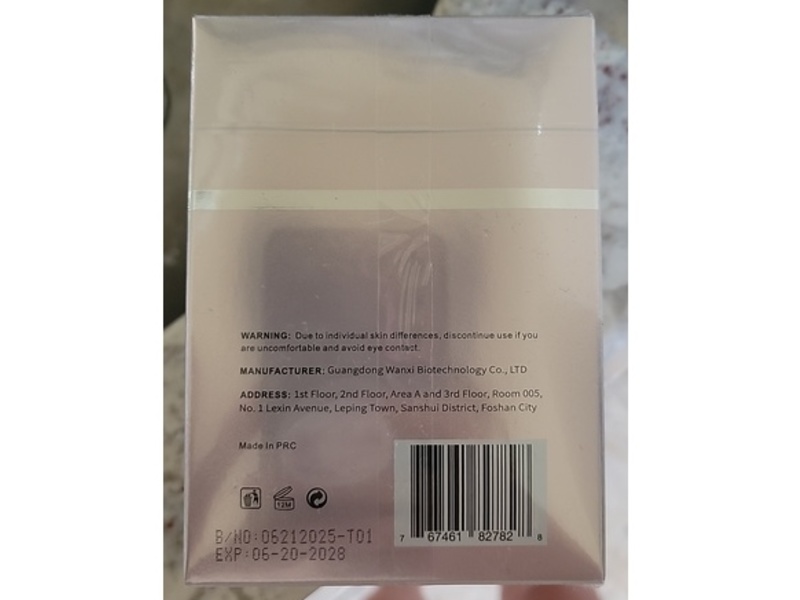 WARNING: Due to individual skin differences, discontinue use if you
are uncomfortable and avoid eye contact.
MANUFACTURER: Guangdong Wanxi Biotechnology Co., LTD
ADDRESS: 1st Floor, 2nd Floor, Area A and 3rd Floor, Room 005,
No. 1 Lexin Avenue, Leping Town, Sanshui District, Foshan City
Made In PRC
12M
7 67461 82782 8
B/NO:06212025-T01
EXP:06-20-2028